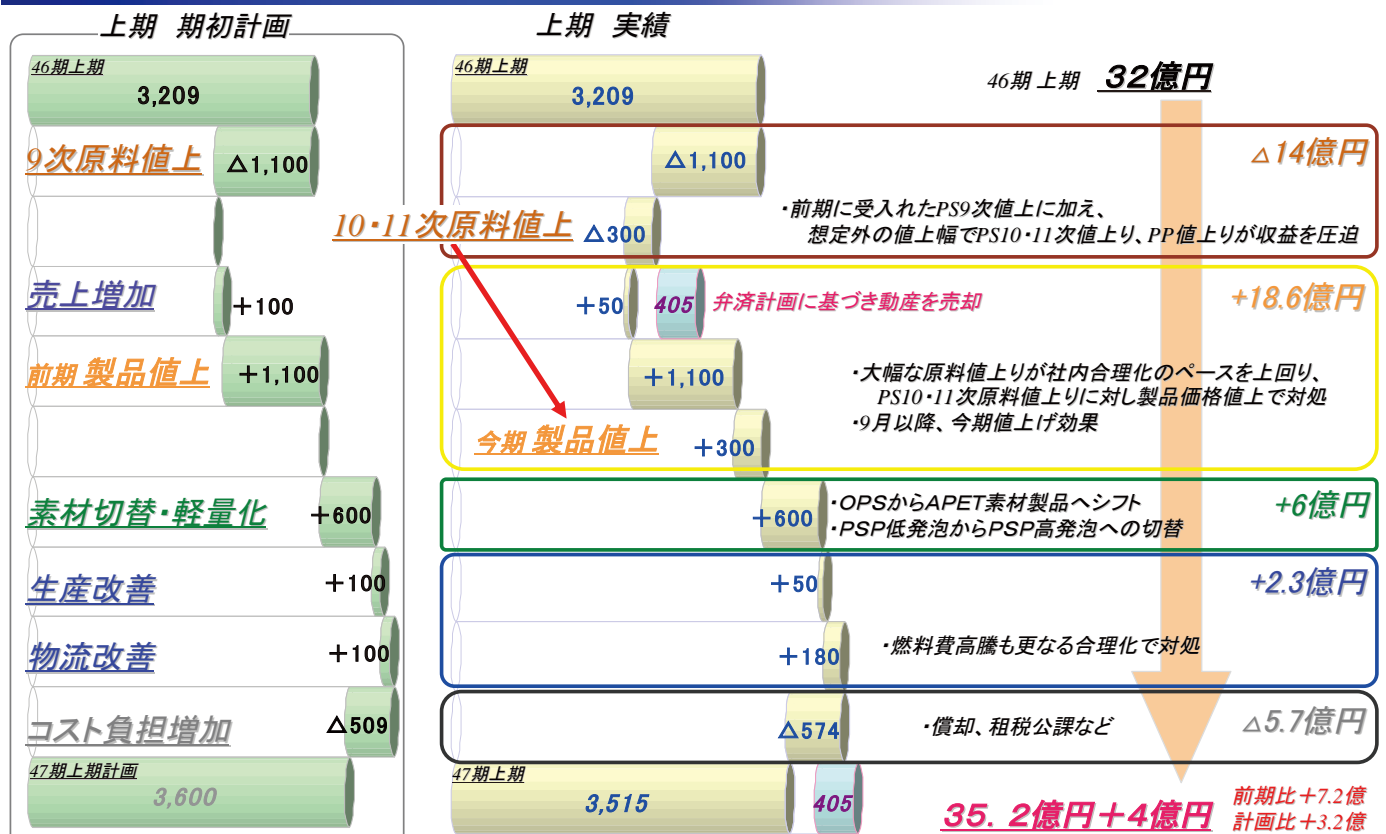 上期　期初計画
46期上期
3,209
9次原料値上
△1,100
売上増加
＋100
前期 製品値上
＋1,100
素材切替・軽量化
＋600
生産改善
＋100
物流改善
＋100
コスト負担増加
△509
47期上期計画
3,600
上期　実績
46期上期
3,209
△1,100
10・11次原料値上
△300
＋50
405
弁済計画に基づき動産を売却
＋1,100
今期 製品値上
＋300
＋600
＋50
＋180
△574
47期上期
3,515
405
46期 上期　32億円
△14億円
・前期に受入れたPS9次値上に加え、
想定外の値上幅でPS10・11次値上り、PP値上りが収益を圧迫
+18.6億円
・大幅な原料値上りが社内合理化のペースを上回り、
PS10・11次原料値上りに対し製品価格値上で対処
・9月以降、今期値上げ効果
・OPSからAPET素材製品へシフト
・PSP低発泡からPSP高発泡への切替
+6億円
+2.3億円
・燃料費高騰も更なる合理化で対処
・償却、租税公課など
△5.7億円
35．2億円＋4億円
前期比＋7.2億
計画比＋3.2億